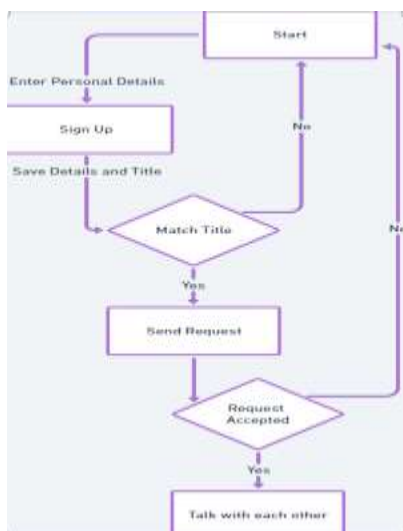 Start
Enter Personal Details
No
Sign Up
Save Details and Title
Match Title
No
Yes
Send Request
Request
Accepted
Yes
Talk with each other